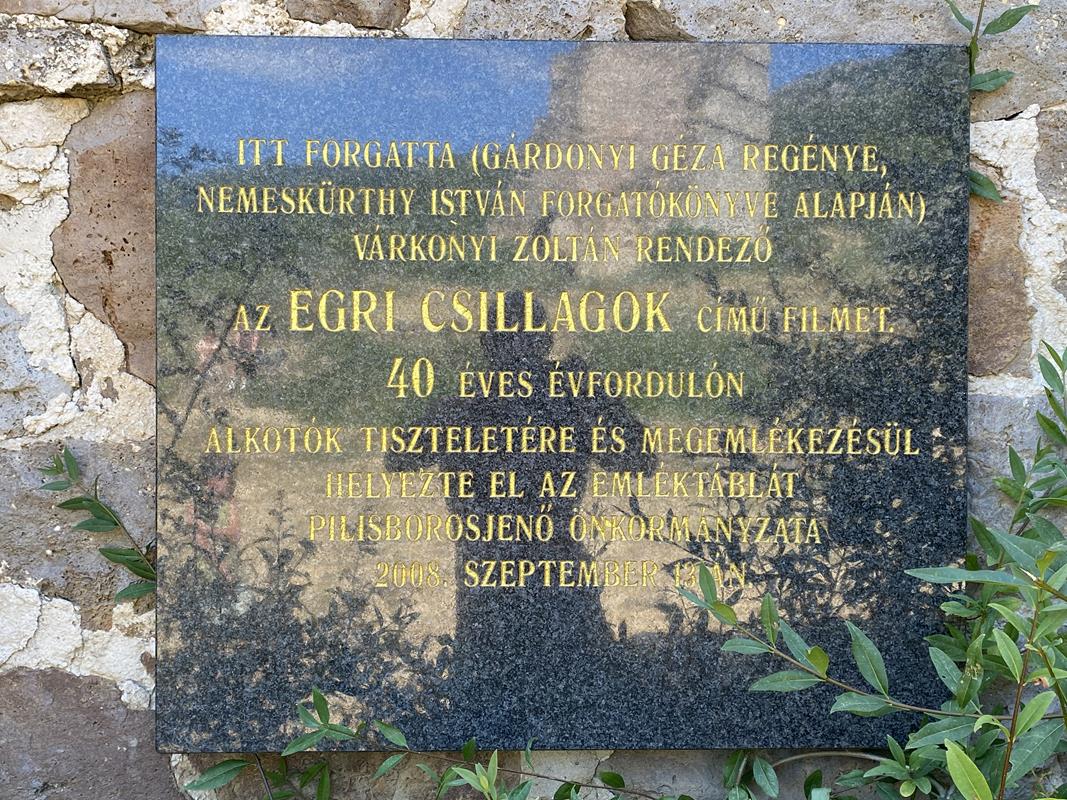 ITT FORGATTA (GÁRDONYI GÉZA REGÉNYE,
NEMESKÜRTHY ISTVÁN FORGATÓKÖNYVE ALAPJÁN)
VÁRKONYI ZOLTÁN RENDEZŐ
AZ EGRI CSILLAGOK CÍMŰ FILMET.
40 ÉVES ÉVFORDULÓN
ALKOTÓK TISZTELETÉRE ÉS MEGEMLÉKEZÉSÜL
HELYEZTE EL AZ EMLÉKTÁBLÁT
PILISBOROSJENŐ ÖNKORMÁNYZATA
2008. SZEPTEMBER 13-ÁN